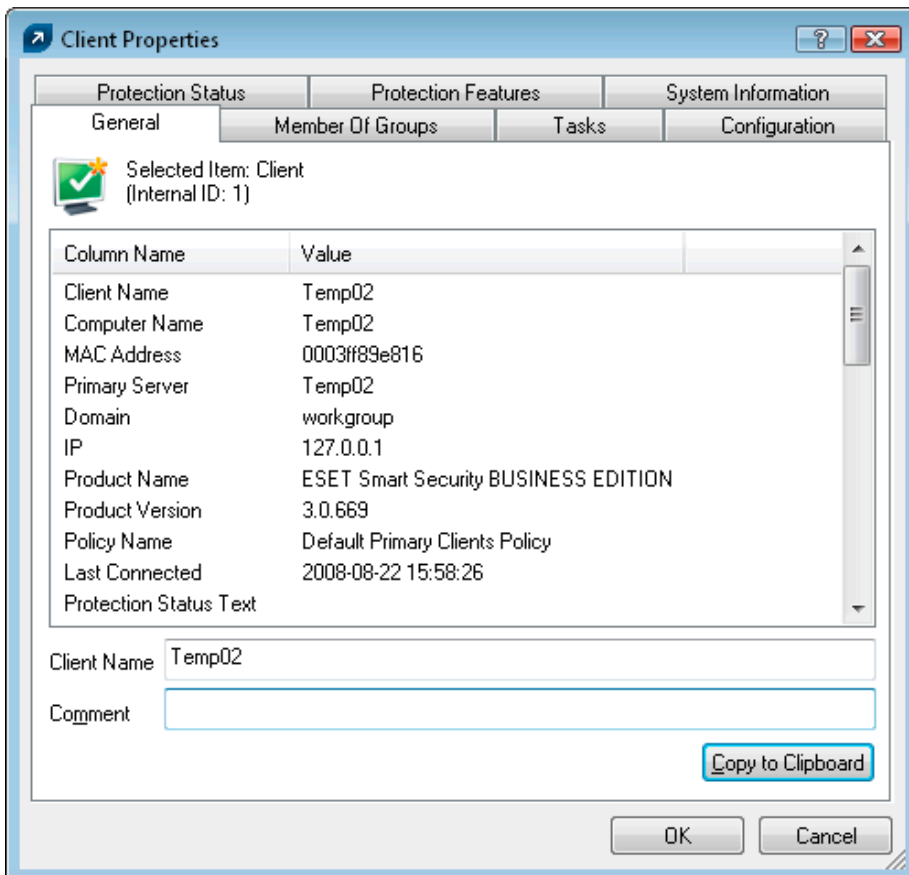 Client Properties
Protection Status Protection Features System Information
General Member Of Groups Tasks Configuration
Selected Item: Client
(Internal ID: 1)
Column Name Value
Client Name Temp02
Computer Name Temp02
MAC Address 0003ff89e816
Primary Server Temp02
Domain workgroup
IP 127.0.0.1
Product Name ESET Smart Security BUSINESS EDITION
Product Version 3.0.669
Policy Name Default Primary Clients Policy
Last Connected 2008-08-22 15:58:26
Protection Status Text
Client Name Temp02
Comment
Copy to Clipboard
OK Cancel